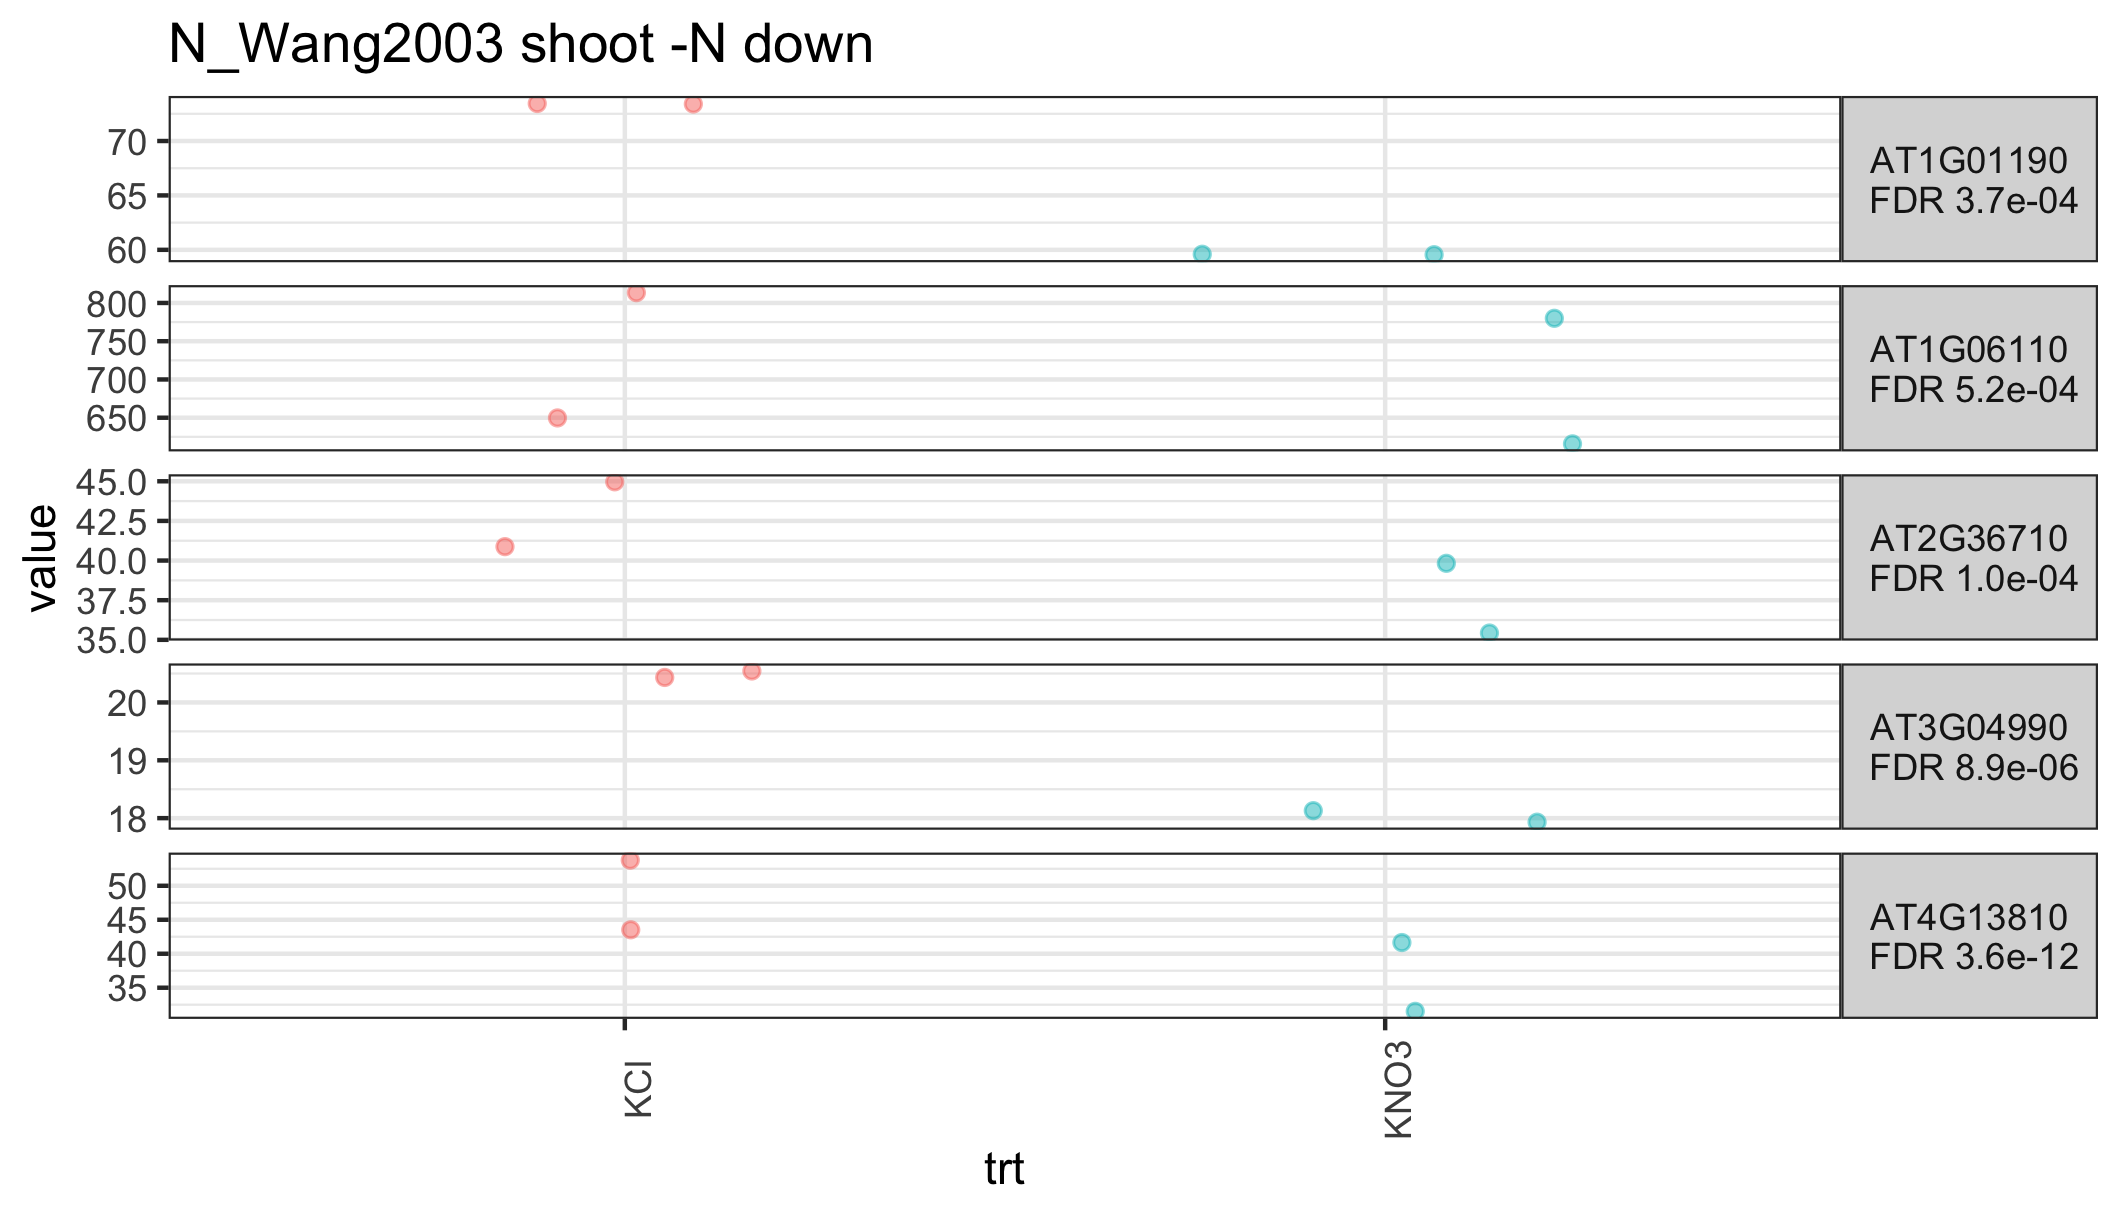 N_Wang2003 shoot -N down
70
65
60
AT1G01190
FDR 3.7e-04
800
750
700
650
AT1G06110
FDR 5.2e-04
45.0
42.5
40.0
37.5
35.0
AT2G36710
FDR 1.0e-04
value
20
19
18
AT3G04990
FDR 8.9e-06
50
45
40
35
AT4G13810
FDR 3.6e-12
KCl
KNO3
trt